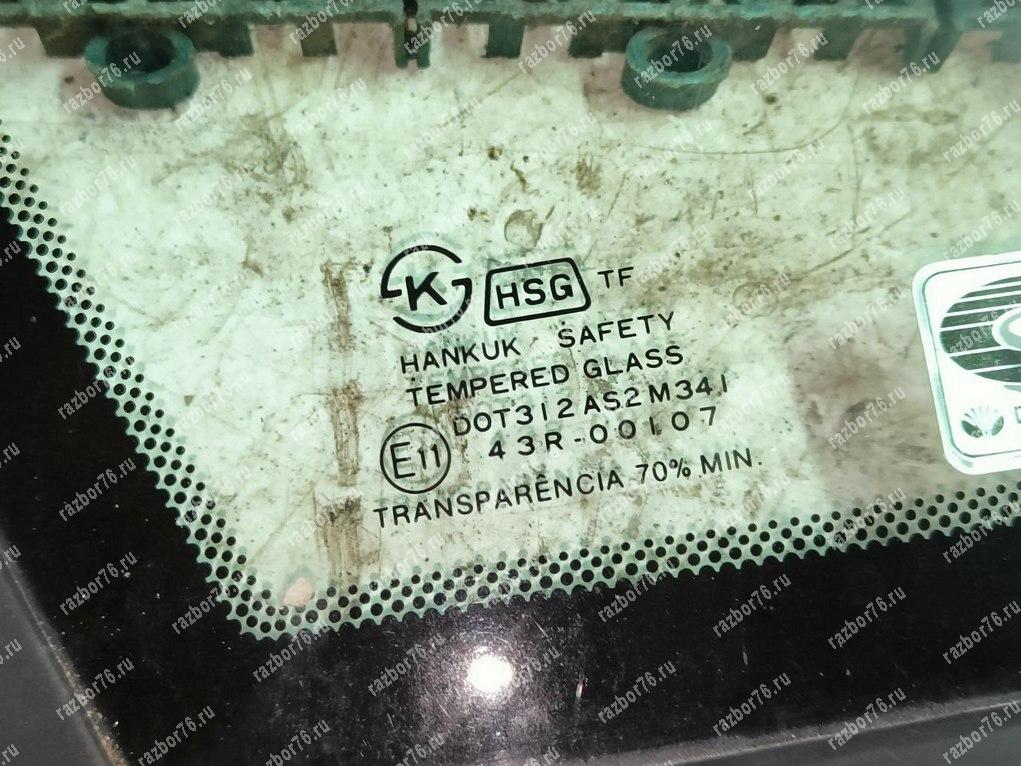 K HSG TF
HANKUK SAFETY
TEMPERED GLASS
DOT312AS2M341
E11 43R-00107
TRANSPARÊNCIA 70% MIN.
razbor76.ru